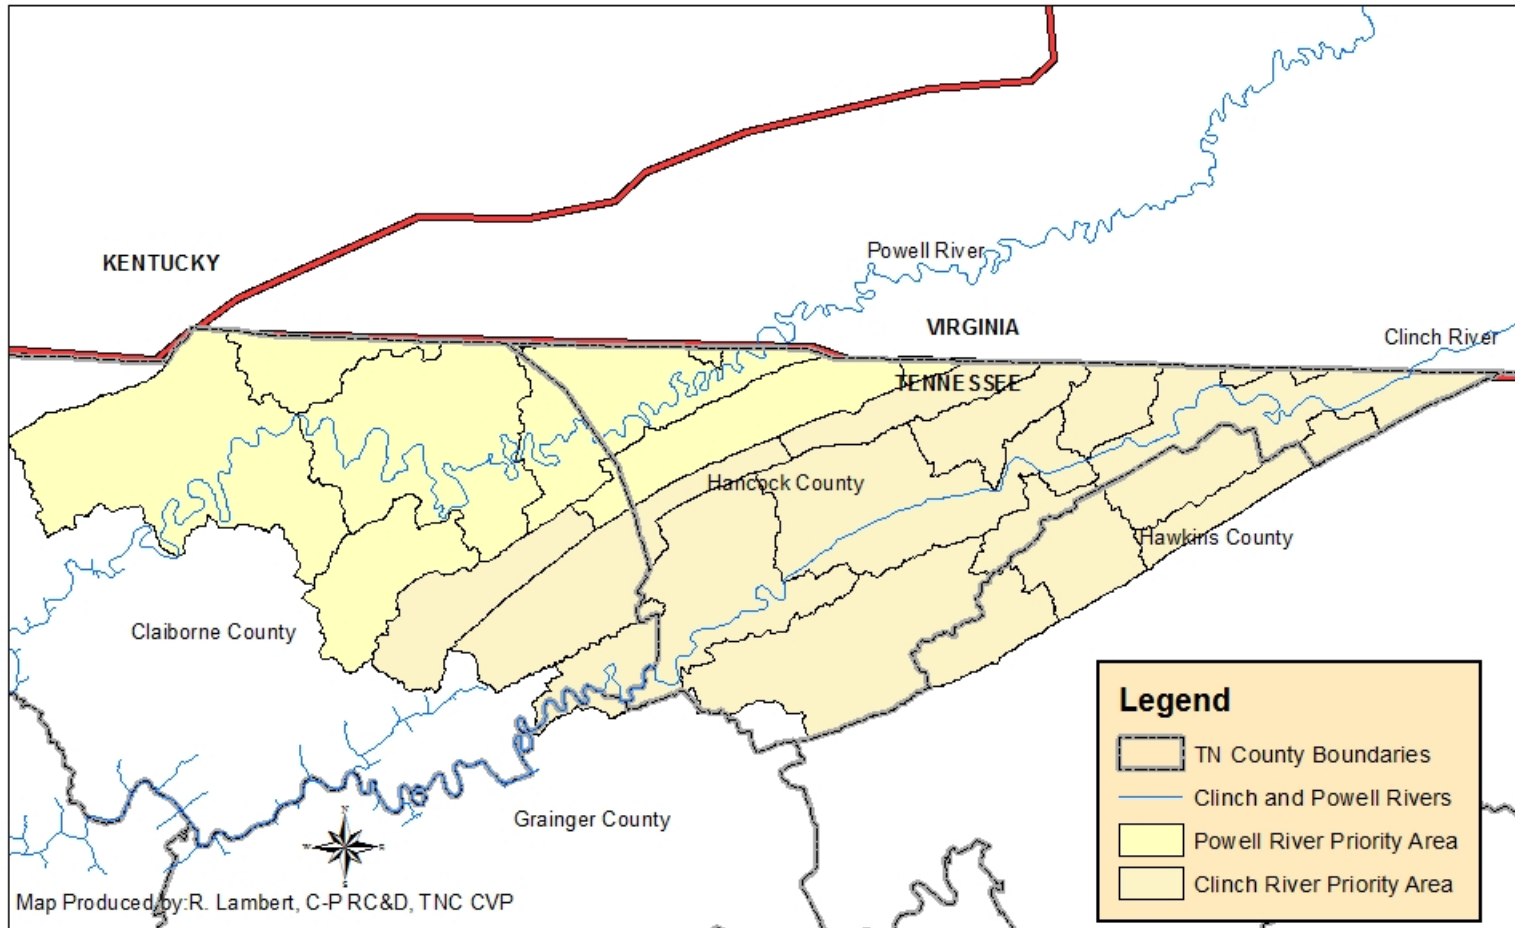 KENTUCKY
Powell River
VIRGINIA
Clinch River
TENNESSEE
Hancock County
Hawkins County
Claiborne County
Grainger County
N
W
E
S
Legend
TN County Boundaries
Clinch and Powell Rivers
Powell River Priority Area
Clinch River Priority Area
Map Produced by:R. Lambert, C-P RC&D, TNC CVP